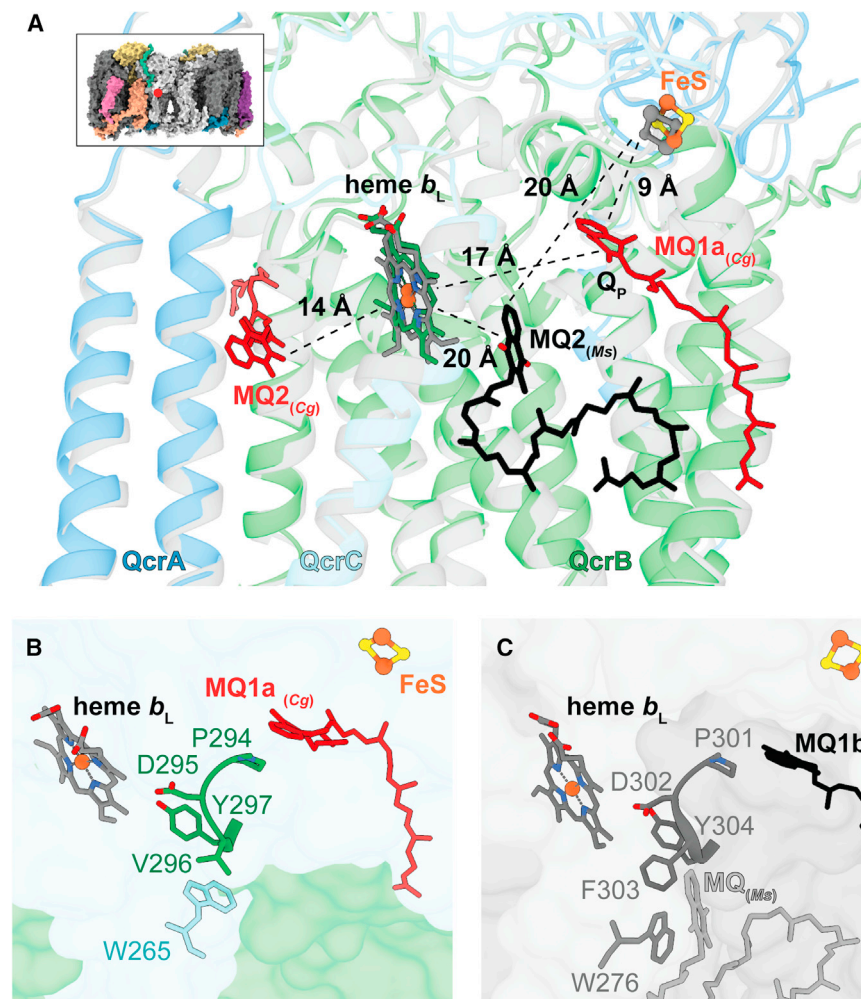 A
FeS
heme bL
20 Å
9 Å
17 Å
MQ1a(Cg)
QP
14 Å
MQ2(Ms)
20 Å
MQ2(Cg)
QcrA
QcrC
QcrB
B
MQ1a (Cg)
FeS
heme bL
P294
D295
Y297
V296
W265
C
heme bL
P301
MQ1b
D302
Y304
F303
MQ(Ms)
W276